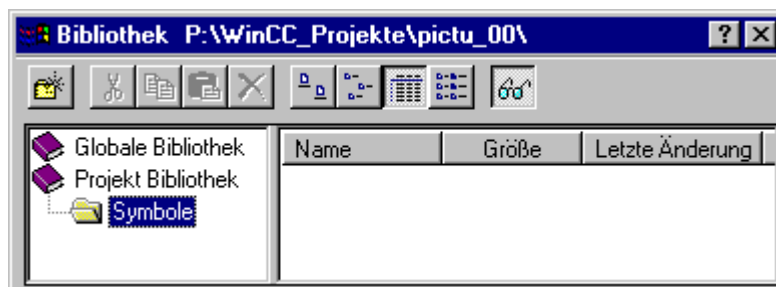 Bibliothek P:\WinCC_Projekte\pictu_00\
Globale Bibliothek
Projekt Bibliothek
Symbole
Name Größe Letzte Änderung